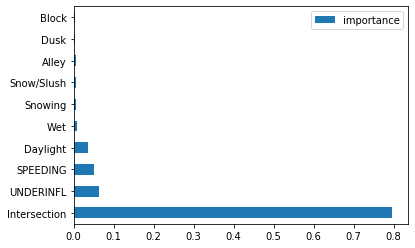 Block
importance
Dusk
Alley
Snow/Slush
Snowing
Wet
Daylight
SPEEDING
UNDERINFL
Intersection
0.0 0.1 0.2 0.3 0.4 0.5 0.6 0.7 0.8